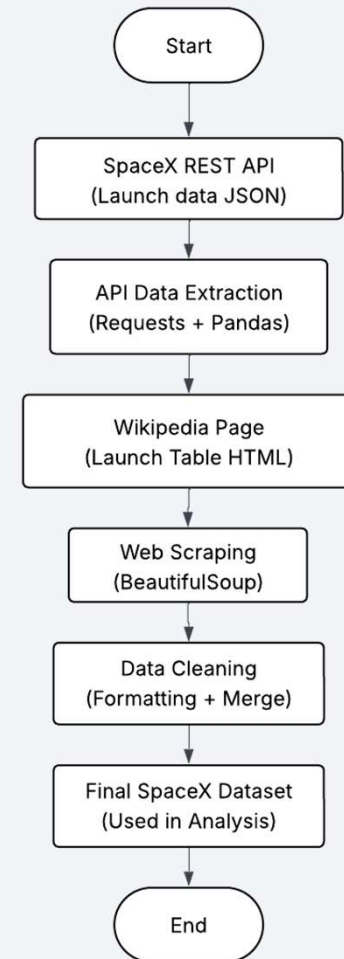 Start
SpaceX REST API
(Launch data JSON)
API Data Extraction
(Requests + Pandas)
Wikipedia Page
(Launch Table HTML)
Web Scraping
(BeautifulSoup)
Data Cleaning
(Formatting + Merge)
Final SpaceX Dataset
(Used in Analysis)
End